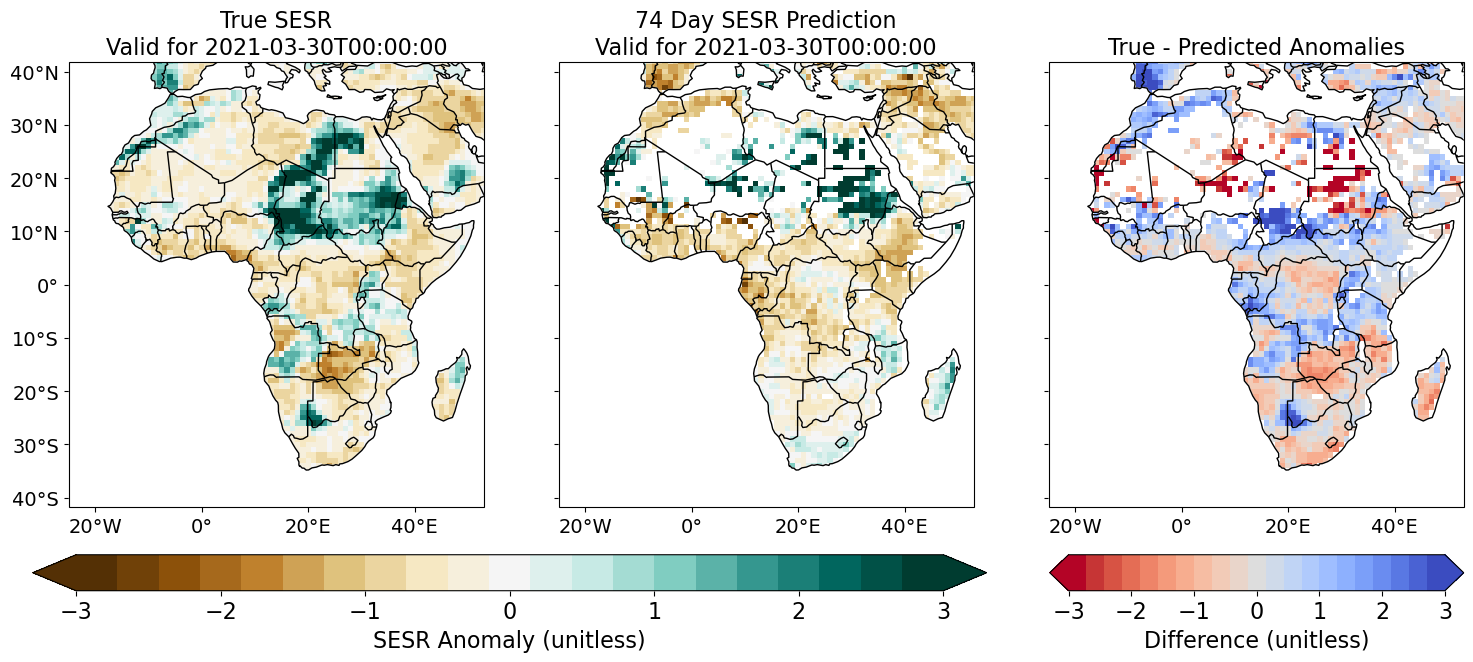 True SESR
Valid for 2021-03-30T00:00:00
74 Day SESR Prediction
Valid for 2021-03-30T00:00:00
True - Predicted Anomalies
40°N
30°N
20°N
10°N
0°
10°S
20°S
30°S
40°S
20°W 0° 20°E 40°E
20°W 0° 20°E 40°E
20°W 0° 20°E 40°E
−3 −2 −1 0 1 2 3
SESR Anomaly (unitless)
−3 −2 −1 0 1 2 3
Difference (unitless)